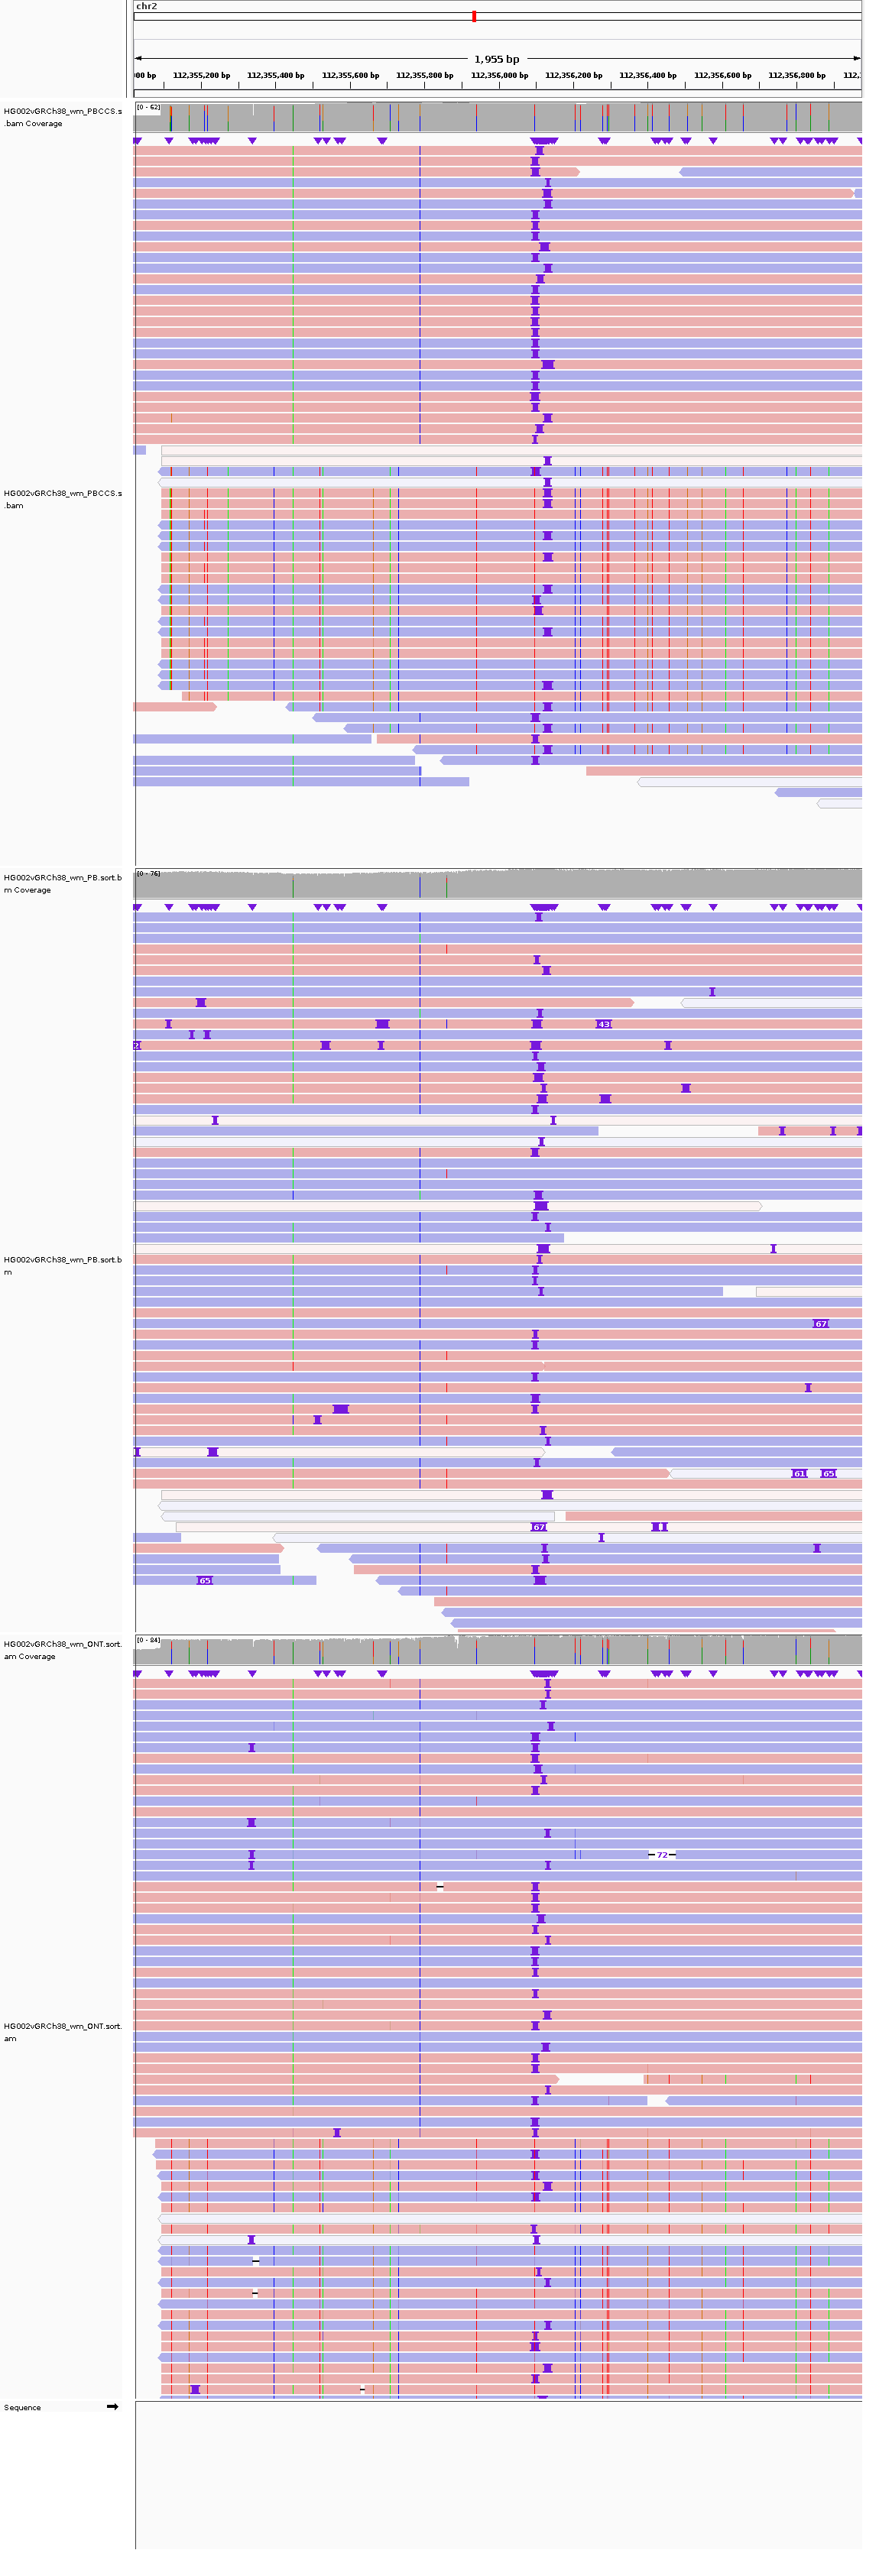 chr2
1,955 bp
00 bp 112,355,200 bp 112,355,400 bp 112,355,600 bp 112,355,800 bp 112,356,000 bp 112,356,200 bp 112,356,400 bp 112,356,600 bp 112,356,800 bp 112,
HG002vGRCh38_wm_PBCCS.s
.bam Coverage
[0 - 62]
HG002vGRCh38_wm_PBCCS.s
.bam
HG002vGRCh38_wm_PB.sort.b
m Coverage
[0 - 76]
43
2
HG002vGRCh38_wm_PB.sort.b
m
67
61 65
67
65
HG002vGRCh38_wm_ONT.sort.
am Coverage
[0 - 84]
72
HG002vGRCh38_wm_ONT.sort.
am
Sequence